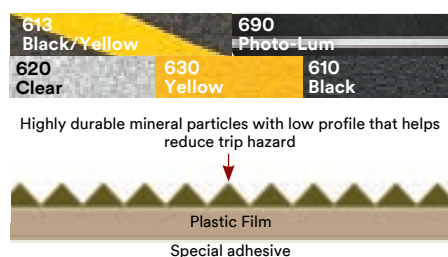 613
Black/Yellow
690
Photo-Lum
620
Clear
630
Yellow
610
Black
Highly durable mineral particles with low profile that helps
reduce trip hazard
Plastic Film
Special adhesive